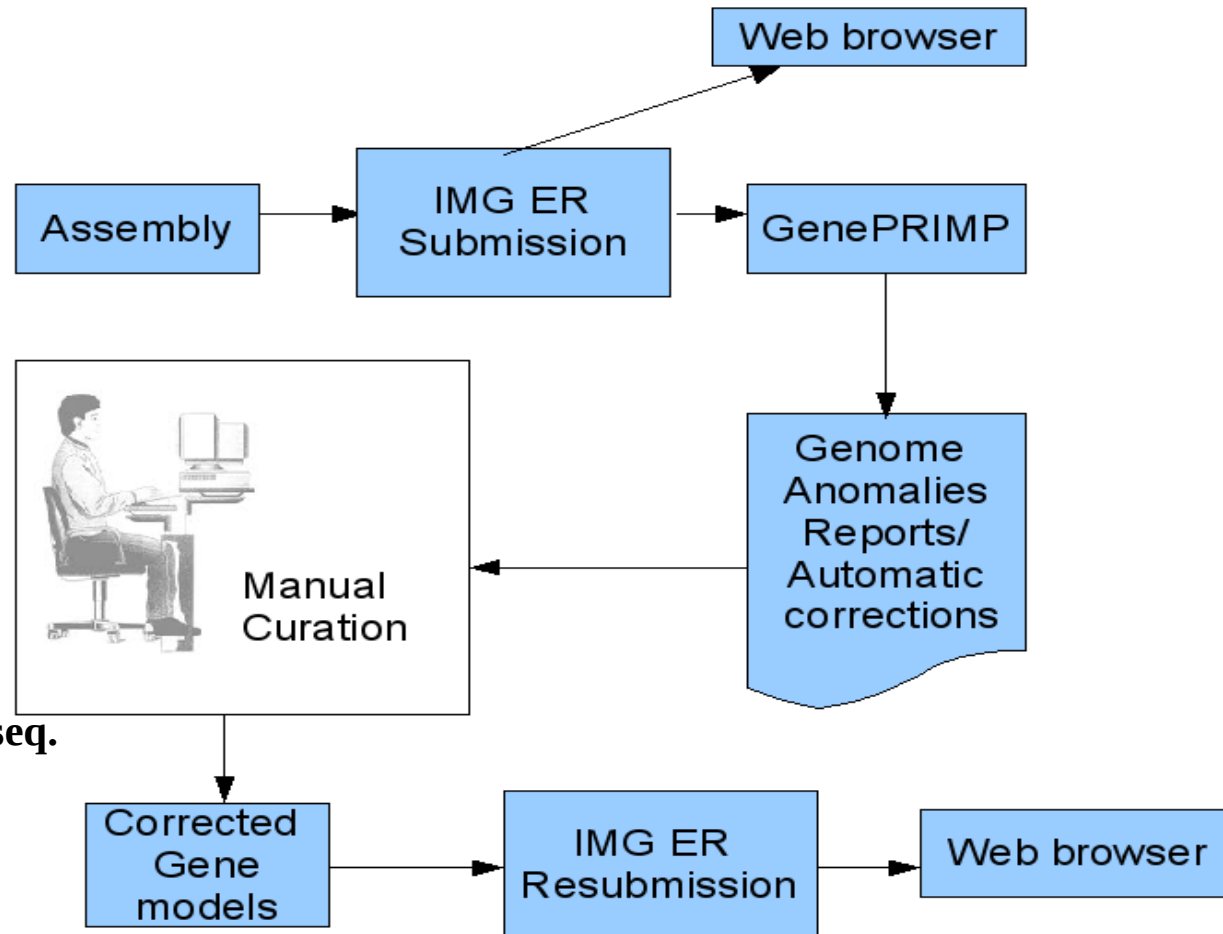 Web browser
Assembly
IMG ER
Submission
GenePRIMP
Genome
Anomalies
Reports/
Automatic
corrections
Manual
Curation
seq.
Corrected
Gene
models
IMG ER
Resubmission
Web browser